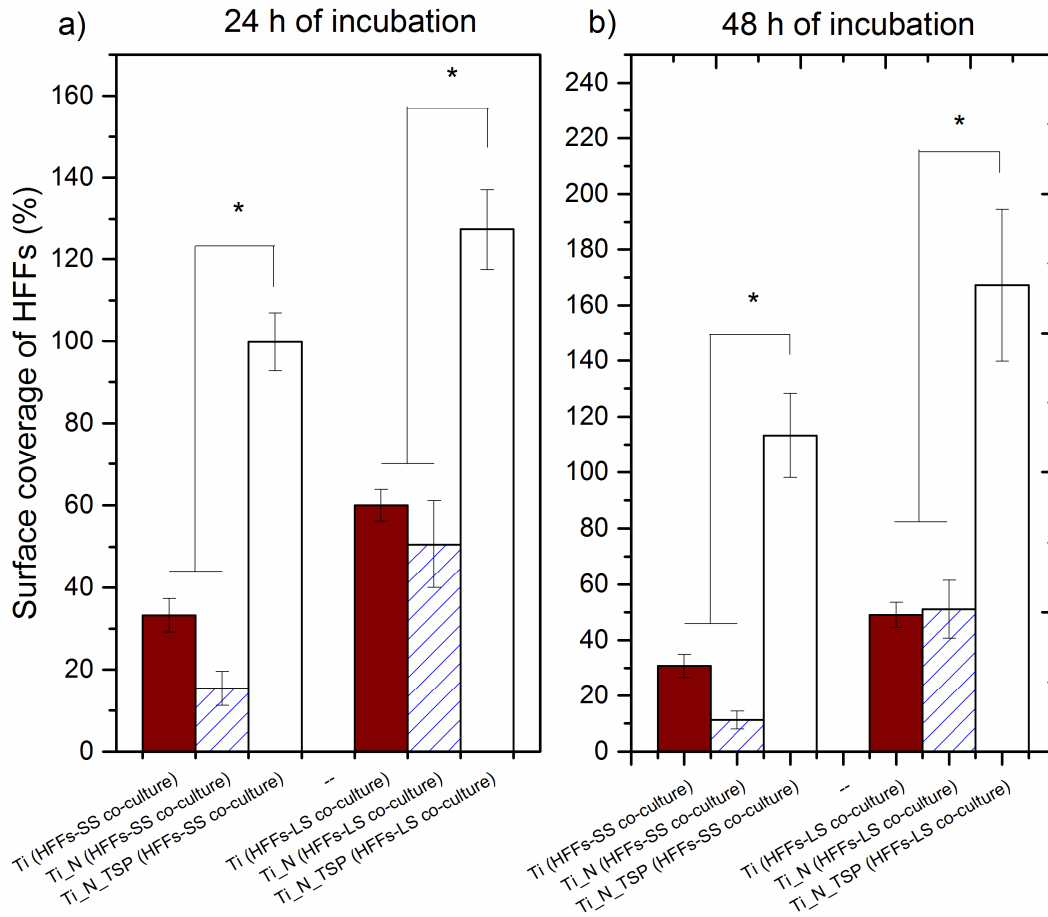 a)
24 h of incubation
Surface coverage of HFFs (%)
160
140
120
100
80
60
40
20
0
*
*
Ti (HFFs-SS co-culture)
Ti_N (HFFs-SS co-culture)
Ti_N_TSP (HFFs-SS co-culture)
--
Ti (HFFs-LS co-culture)
Ti_N (HFFs-LS co-culture)
Ti_N_TSP (HFFs-LS co-culture)
b)
48 h of incubation
240
220
200
180
160
140
120
100
80
60
40
20
0
*
*
Ti (HFFs-SS co-culture)
Ti_N (HFFs-SS co-culture)
Ti_N_TSP (HFFs-SS co-culture)
--
Ti (HFFs-LS co-culture)
Ti_N (HFFs-LS co-culture)
Ti_N_TSP (HFFs-LS co-culture)